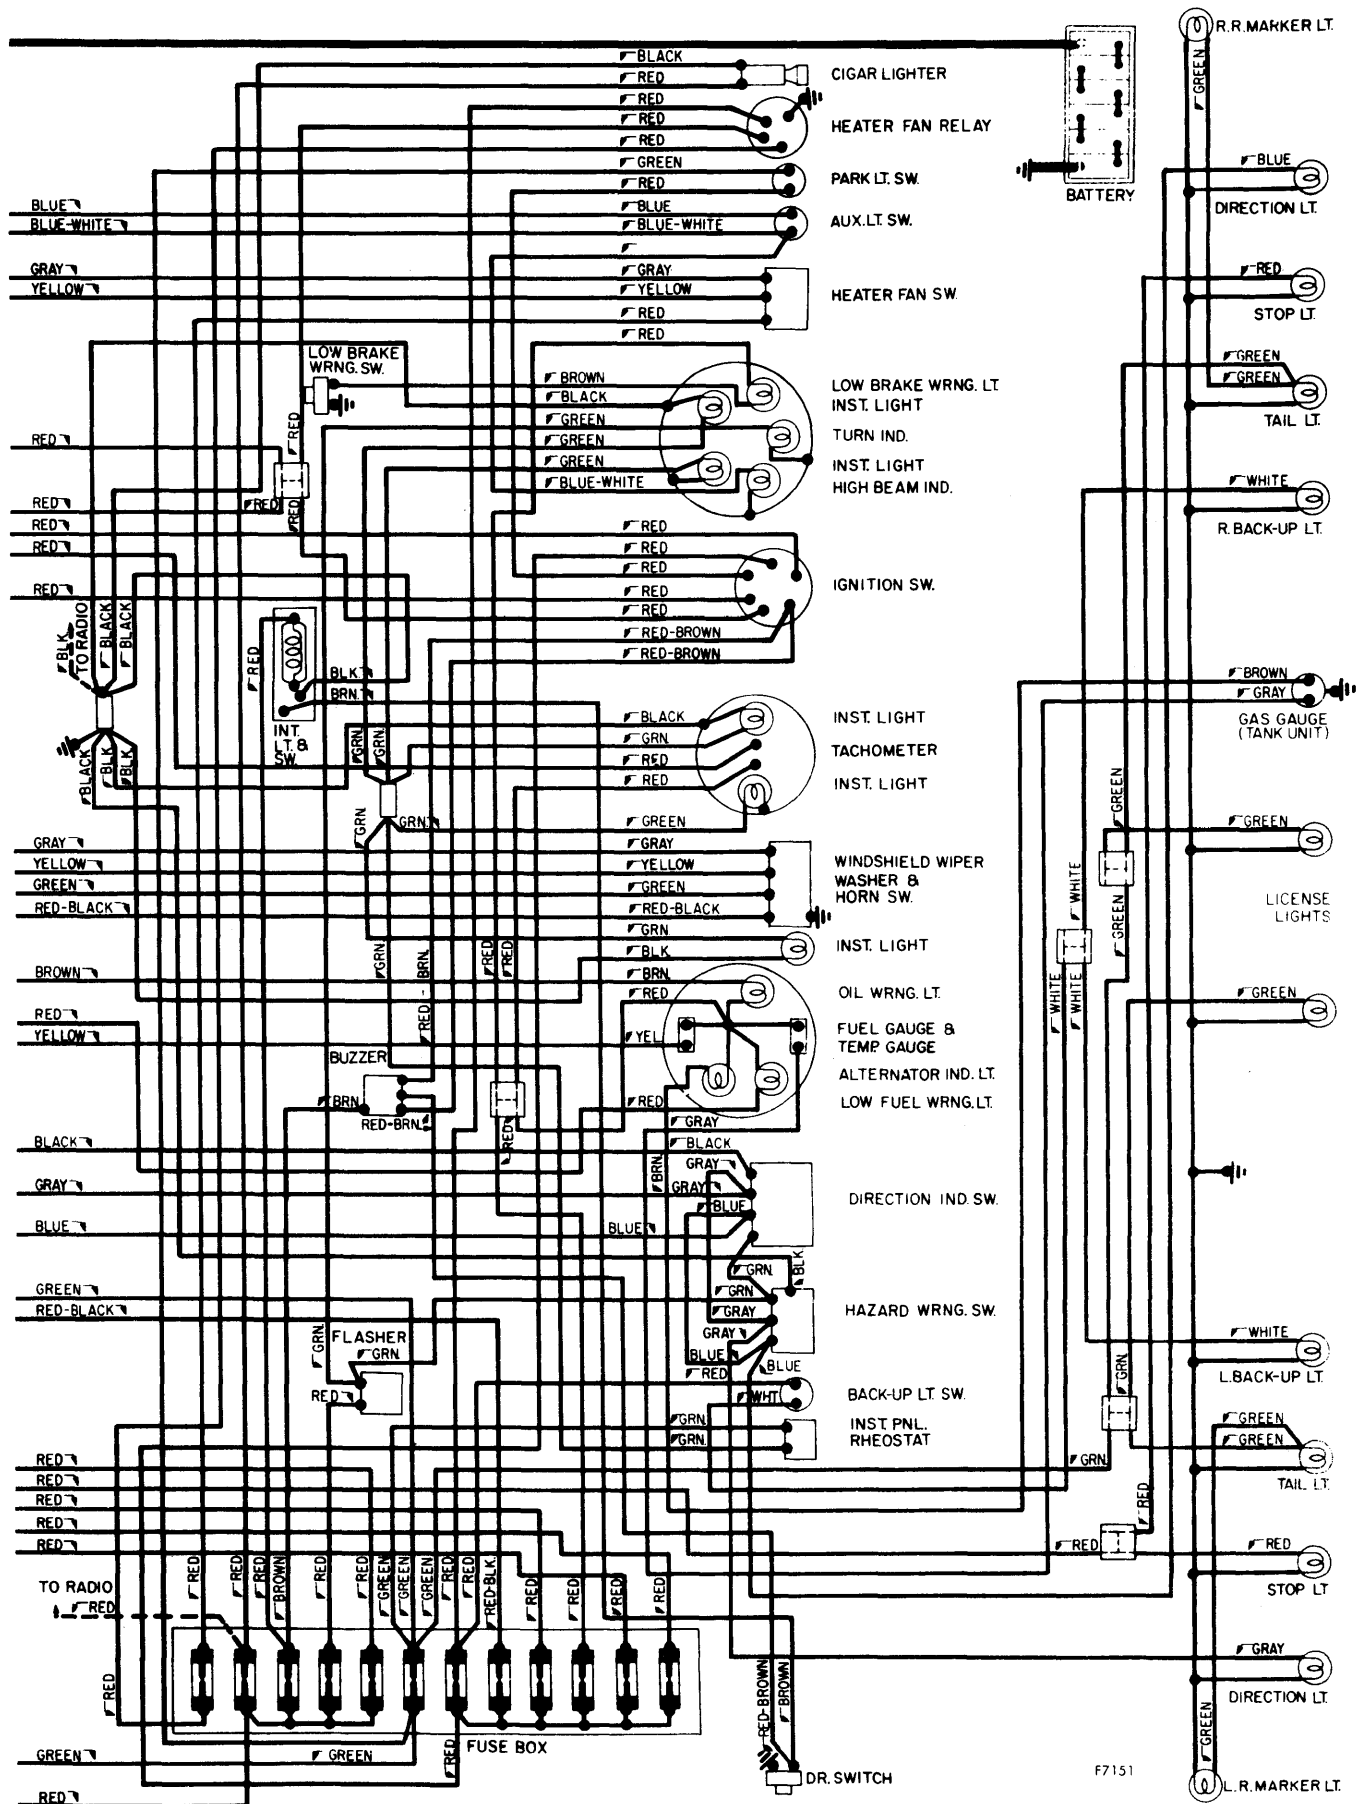 R.R. MARKER LT.
BLACK
RED
CIGAR LIGHTER
GREEN
RED
RED
HEATER FAN RELAY
RED
GREEN
BLUE
RED
PARK LT. SW.
BATTERY
BLUE
BLUE
DIRECTION LT.
BLUE-WHITE
BLUE-WHITE
AUX. LT. SW.
GRAY
GRAY
RED
YELLOW
YELLOW
HEATER FAN SW.
RED
STOP LT.
RED
LOW BRAKE
WRNG. SW.
GREEN
BROWN
LOW BRAKE WRNG. LT.
GREEN
BLACK
INST. LIGHT
RED
GREEN
TURN IND.
TAIL LT.
RED
GREEN
GREEN
INST. LIGHT
BLUE-WHITE
HIGH BEAM IND.
WHITE
RED
RED
RED
RED
RED
R. BACK-UP LT.
RED
RED
RED
RED
RED
IGNITION SW.
RED
BLK
TO RADIO
BLACK
BLACK
RED
RED-BROWN
RED-BROWN
BLK
BRN.
BROWN
GRAY
GAS GAUGE
(TANK UNIT)
INT.
LT. &
SW.
BLACK
INST. LIGHT
GRN.
GRN.
GRN.
TACHOMETER
BLACK
BLK
BLK
RED
RED
INST. LIGHT
GREEN
GRN.
GRN.
GREEN
GREEN
GRAY
GRAY
YELLOW
YELLOW
WINDSHIELD WIPER
WASHER &
HORN SW.
GREEN
GREEN
RED-BLACK
RED-BLACK
WHITE
GREEN
LICENSE
LIGHTS
GRN
BLK
INST. LIGHT
GRN.
RED - BRN.
RED
RED
BROWN
BRN.
OIL WRNG. LT.
RED
WHITE
WHITE
GREEN
RED
YELLOW
YEL.
FUEL GAUGE &
TEMP. GAUGE
BUZZER
ALTERNATOR IND. LT.
BRN.
RED
LOW FUEL WRNG. LT.
RED-BRN.
RED
GRAY
BLACK
BLACK
BRN.
GRAY
GRAY
GRAY
DIRECTION IND. SW.
BLUE
BLUE
BLUE
GRN.
BLK
GREEN
GRN.
RED-BLACK
GRAY
HAZARD WRNG. SW.
GRN.
FLASHER
GRN.
GRAY
WHITE
BLUE
BLUE
RED
L. BACK-UP LT.
GRN.
RED
WHT
BACK-UP LT. SW.
GRN.
GRN.
INST. PNL.
RHEOSTAT
GREEN
GREEN
GRN.
TAIL LT.
RED
RED
RED
RED
RED
RED
RED
RED
STOP LT
TO RADIO
RED
RED
RED
RED
BROWN
RED
GREEN
GREEN
GREEN
RED
RED
RED-BLK.
RED
RED
RED
RED
GRAY
DIRECTION LT.
RED
RED-BROWN
BROWN
GREEN
GREEN
GREEN
RED
FUSE BOX
DR. SWITCH
F7151
L.R. MARKER LT.
RED